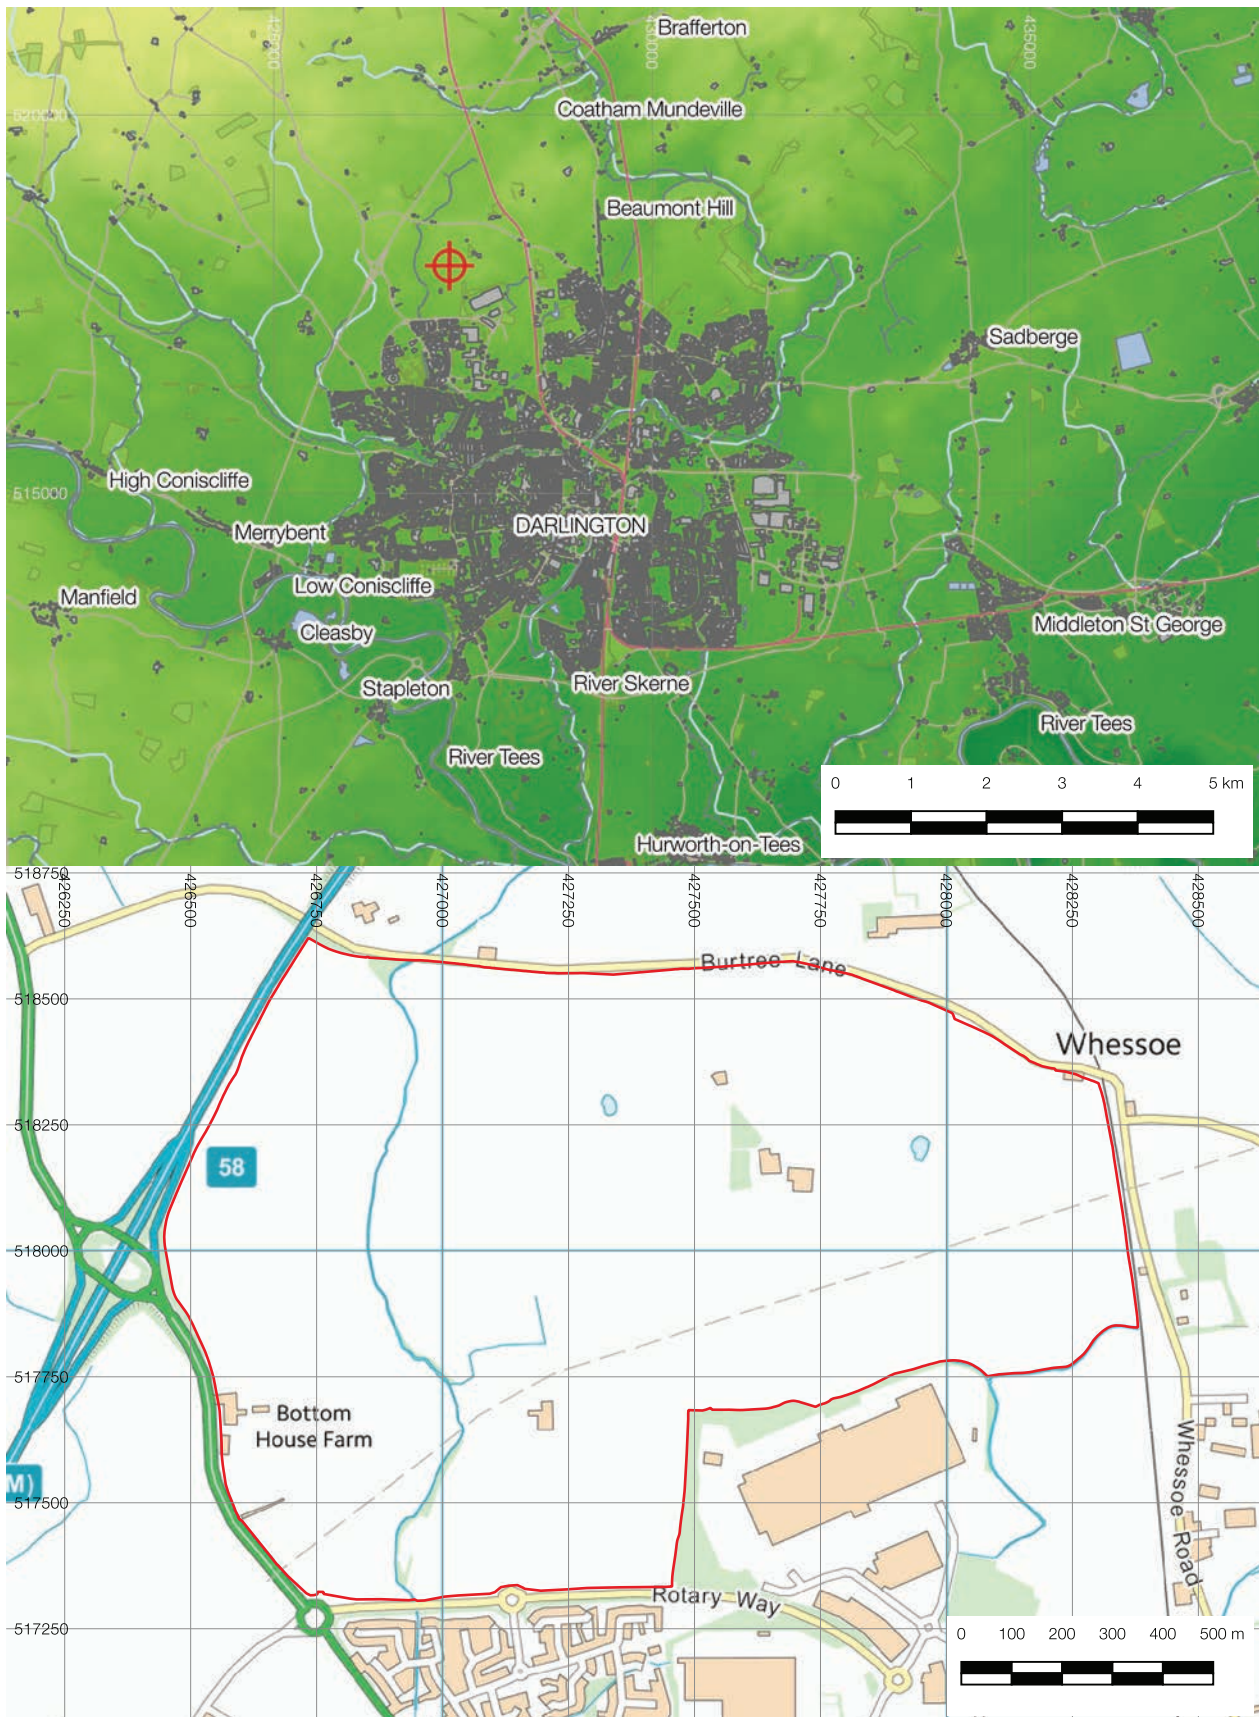 Brafferton
425000
430000
435000
520000
Coatham Mundeville
Beaumont Hill
Sadberge
High Coniscliffe
515000
Merrybent
DARLINGTON
Low Coniscliffe
Manfield
Cleasby
Middleton St George
Stapleton
River Skerne
River Tees
River Tees
0 1 2 3 4 5 km
Hurworth-on-Tees
518750
426250
426500
426750
427000
427250
427500
427750
428000
428250
428500
Burtree Lane
518500
Whessoe
518250
58
518000
517750
Bottom
House Farm
M)
517500
Whessoe Road
Rotary Way
517250
0 100 200 300 400 500 m